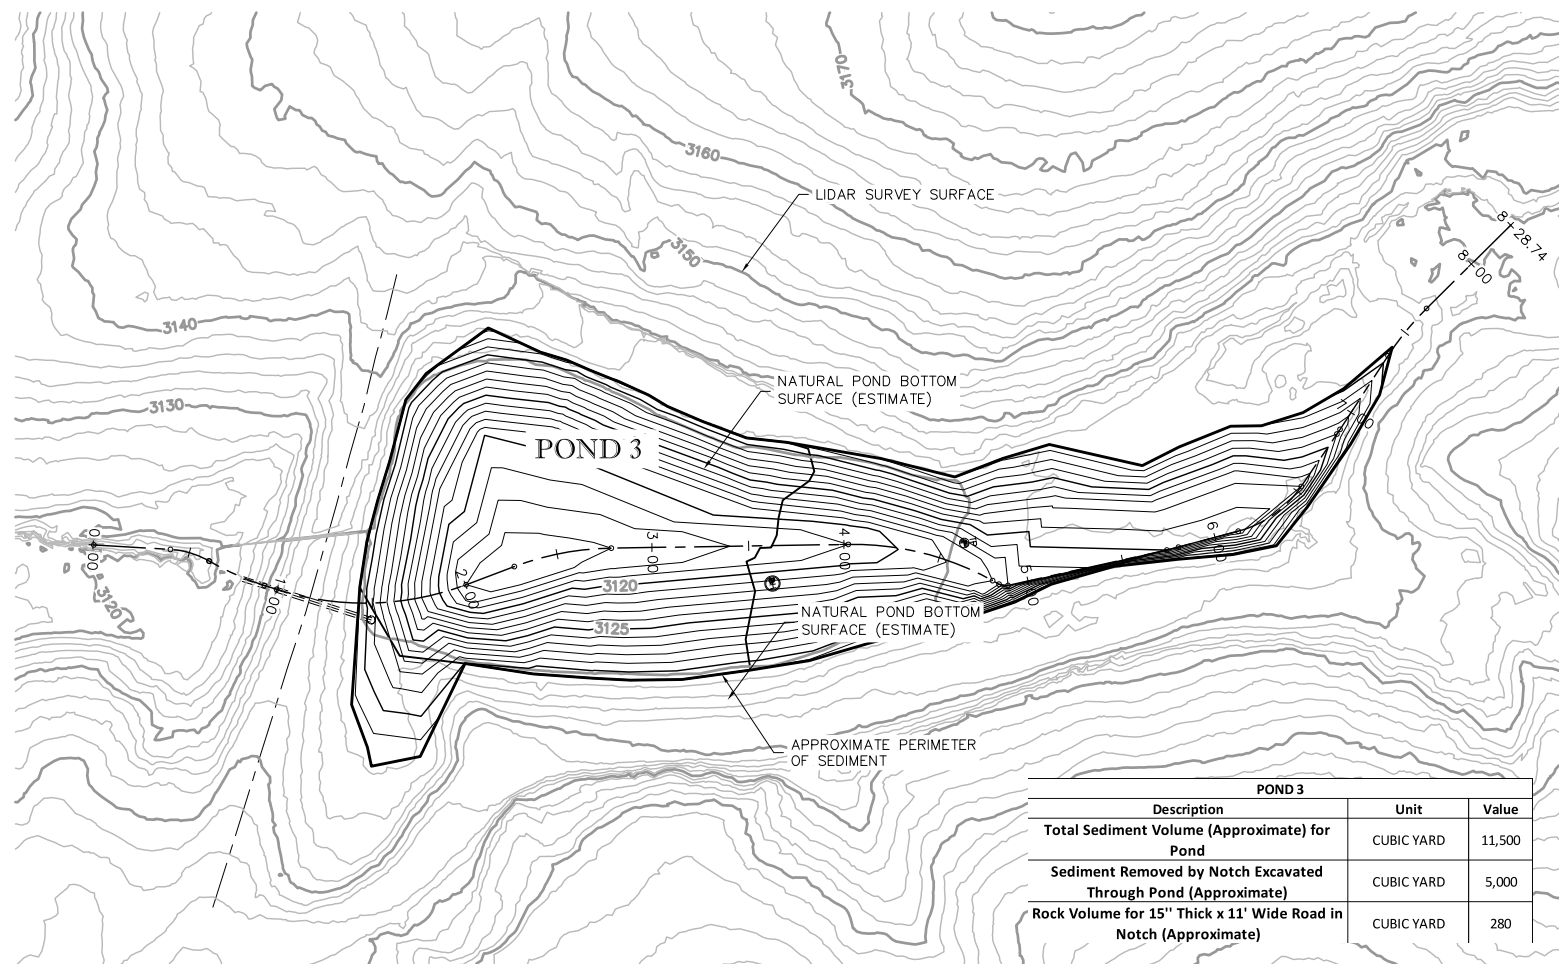 3170
3160
LIDAR SURVEY SURFACE
3150
8+28.74
8+00
3140
NATURAL POND BOTTOM
SURFACE (ESTIMATE)
3130
POND 3
0+00
1+00
2+00
3+00
4+00
6+00
3120
3120
3125
NATURAL POND BOTTOM
SURFACE (ESTIMATE)
APPROXIMATE PERIMETER
OF SEDIMENT
POND 3
Description Unit Value
Total Sediment Volume (Approximate) for
Pond CUBIC YARD 11,500
Sediment Removed by Notch Excavated
Through Pond (Approximate) CUBIC YARD 5,000
Rock Volume for 15'' Thick x 11' Wide Road in
Notch (Approximate) CUBIC YARD 280